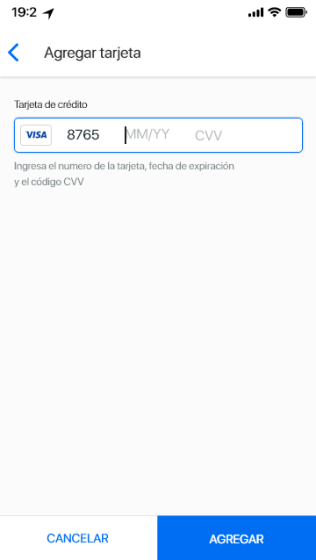 19:2
Agregar tarjeta
Tarjeta de crédito
VISA 8765 MM/YY CVV
Ingresa el numero de la tarjeta, fecha de expiración
y el código CVV
CANCELAR AGREGAR